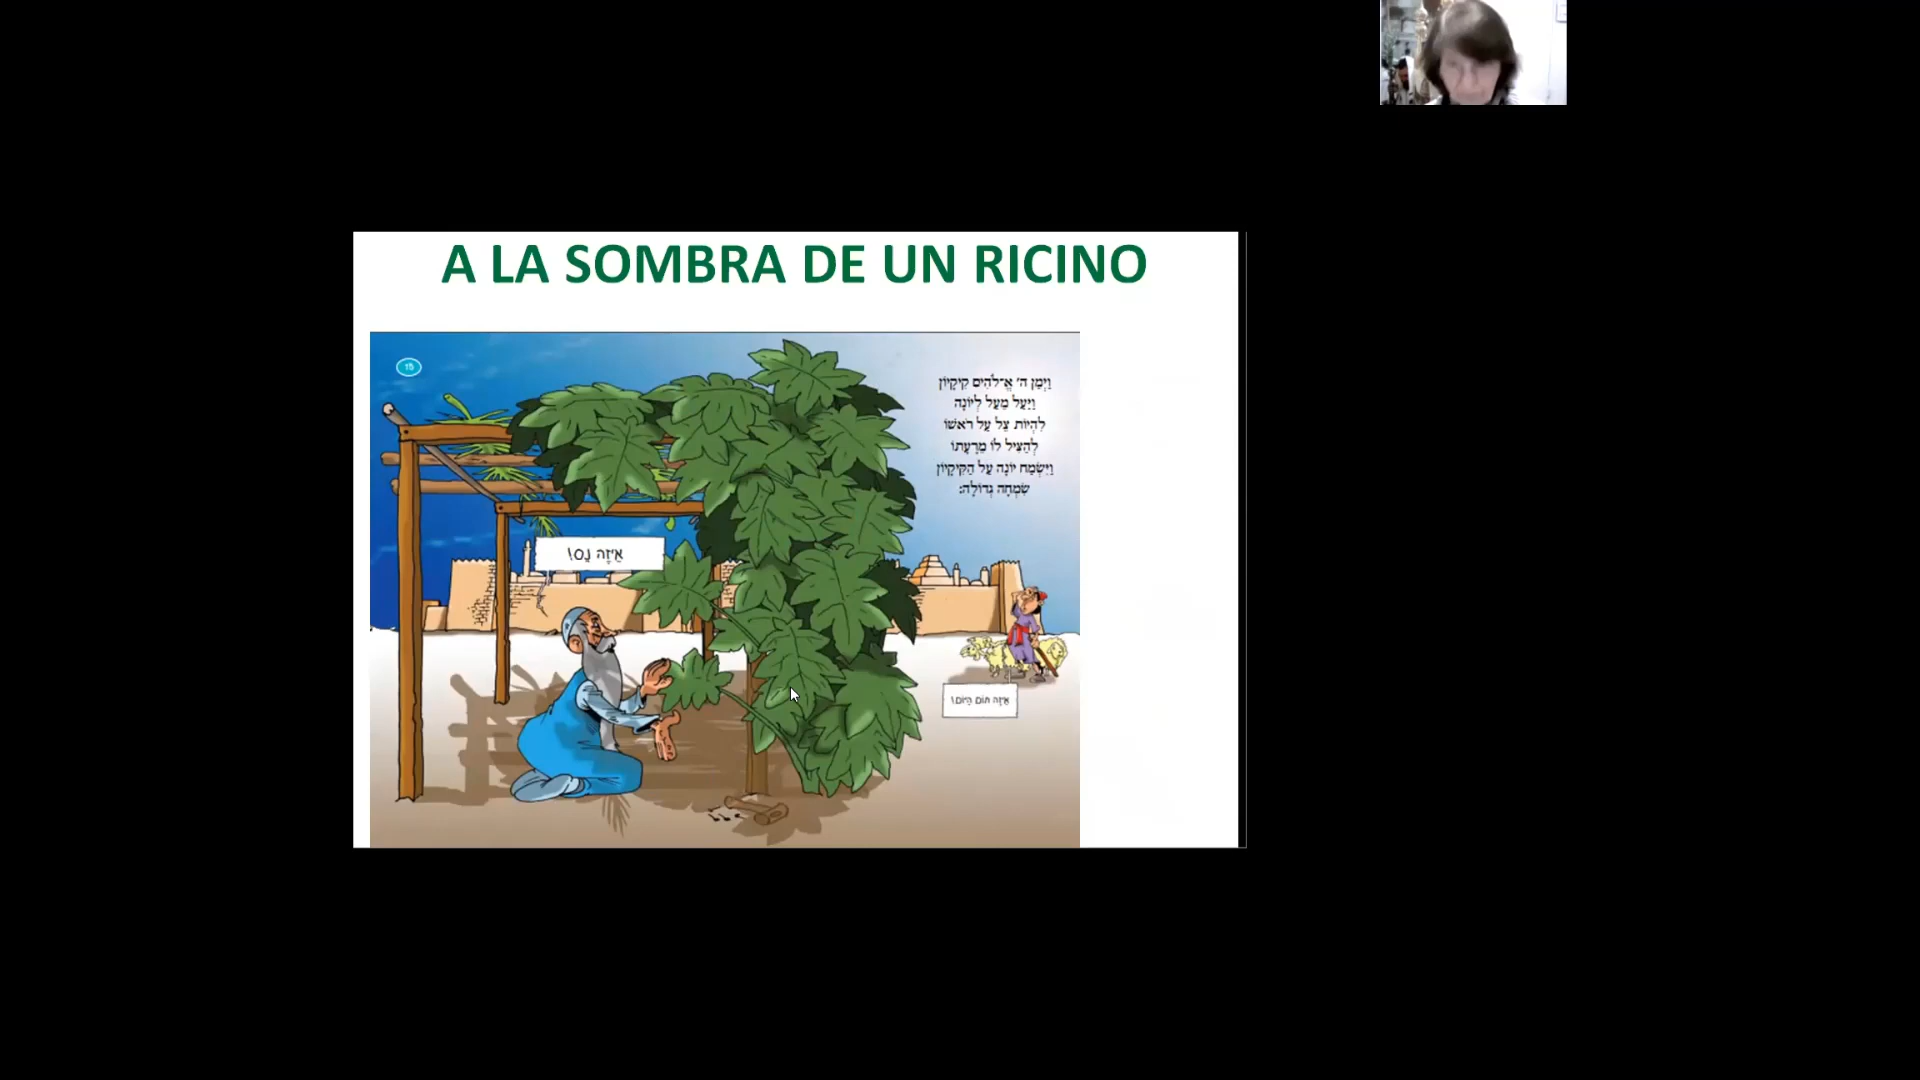 A LA SOMBRA DE UN RICINO
וַיְמַן ה' אֱ־לֹהִים קִיקָיוֹן
וַיַּעַל מֵעַל לְיוֹנָה
לִהְיוֹת צֵל עַל רֹאשׁוֹ
לְהַצִּיל לוֹ מֵרָעָתוֹ
וַיִּשְׂמַח יוֹנָה עַל הַקִּיקָיוֹן
שִׂמְחָה גְדוֹלָה:
אֵיזֶה נֵס!
אֵיזֶה חוֹם הַיּוֹם!